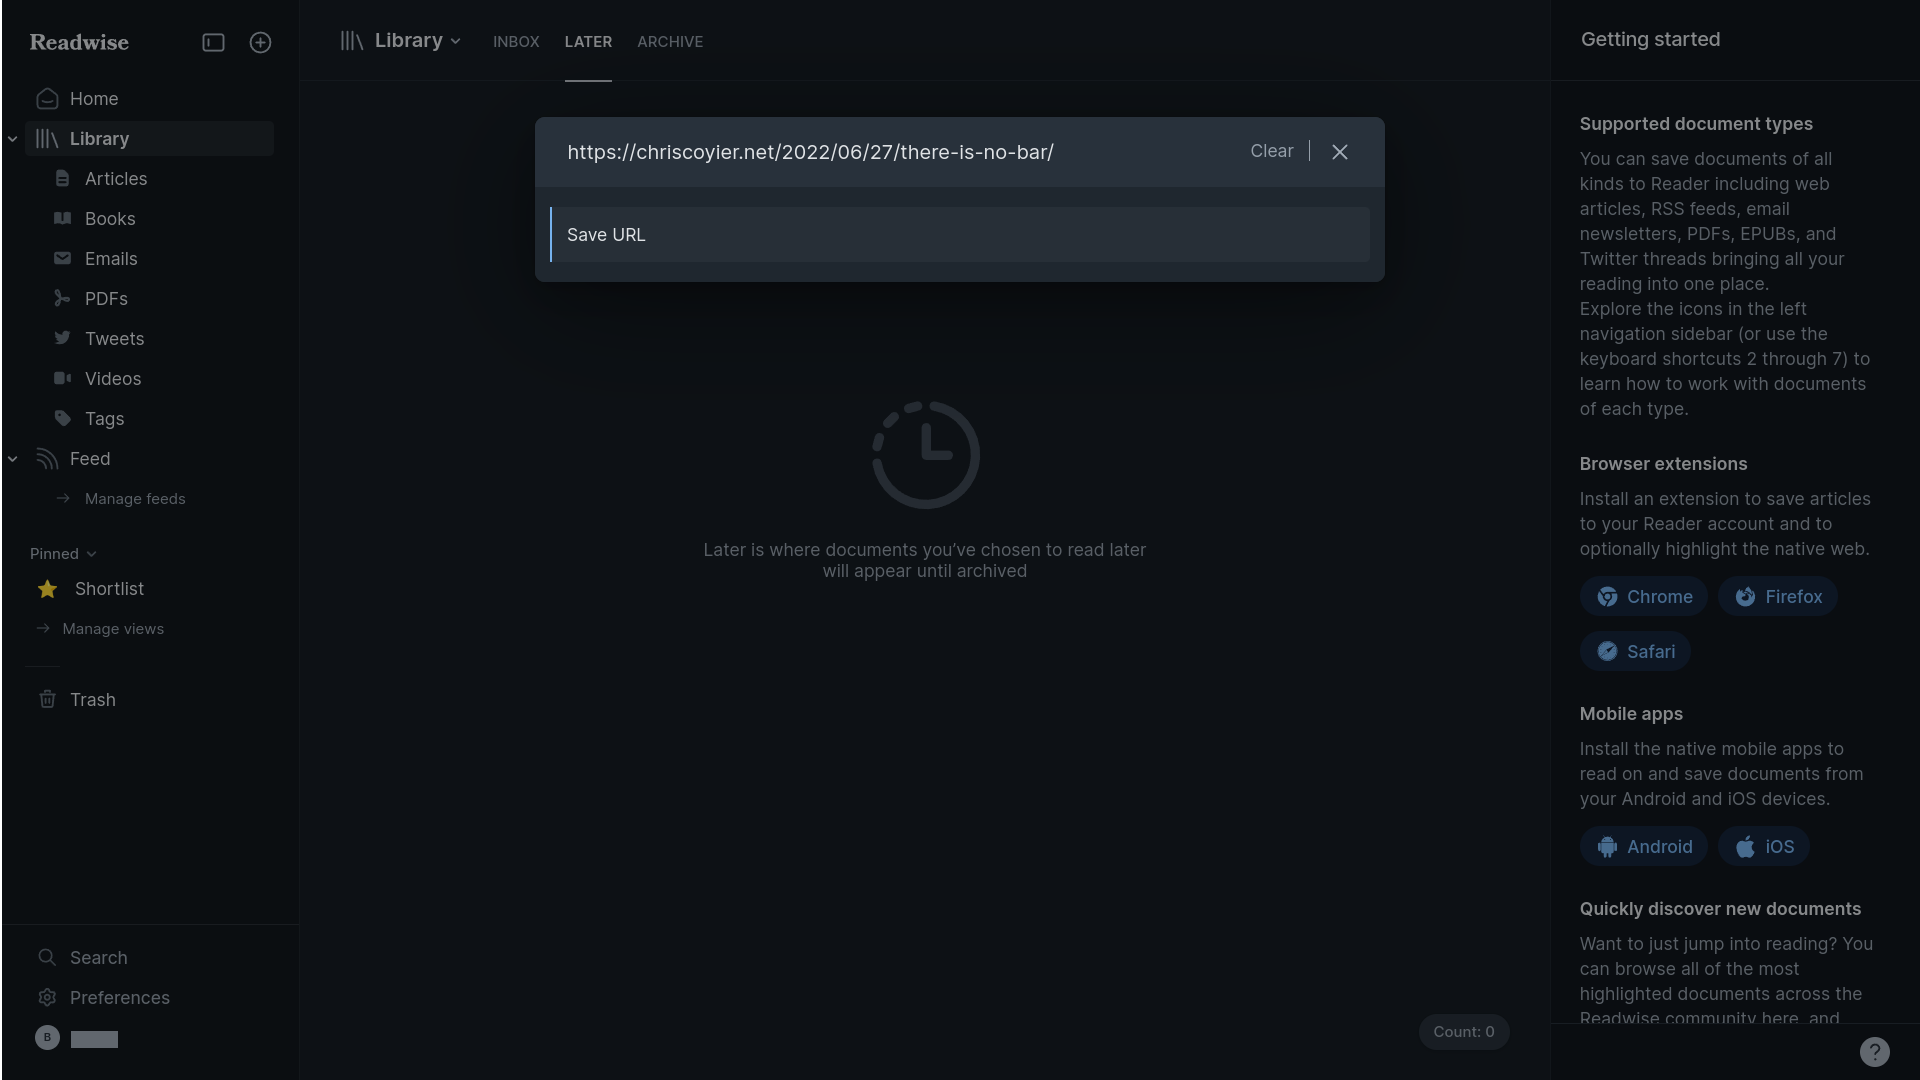 Readwise
Home
Library
Articles
Books
Emails
PDFs
Tweets
Videos
Tags
Feed
Manage feeds
Pinned
Shortlist
Manage views
Trash
Search
Preferences
B
Library
INBOX
LATER
ARCHIVE
https://chriscoyier.net/2022/06/27/there-is-no-bar/
Clear
Save URL
Later is where documents you’ve chosen to read later
will appear until archived
Count: 0
Getting started
Supported document types
You can save documents of all
kinds to Reader including web
articles, RSS feeds, email
newsletters, PDFs, EPUBs, and
Twitter threads bringing all your
reading into one place.
Explore the icons in the left
navigation sidebar (or use the
keyboard shortcuts 2 through 7) to
learn how to work with documents
of each type.
Browser extensions
Install an extension to save articles
to your Reader account and to
optionally highlight the native web.
Chrome
Firefox
Safari
Mobile apps
Install the native mobile apps to
read on and save documents from
your Android and iOS devices.
Android
iOS
Quickly discover new documents
Want to just jump into reading? You
can browse all of the most
highlighted documents across the
Readwise community here, and
?